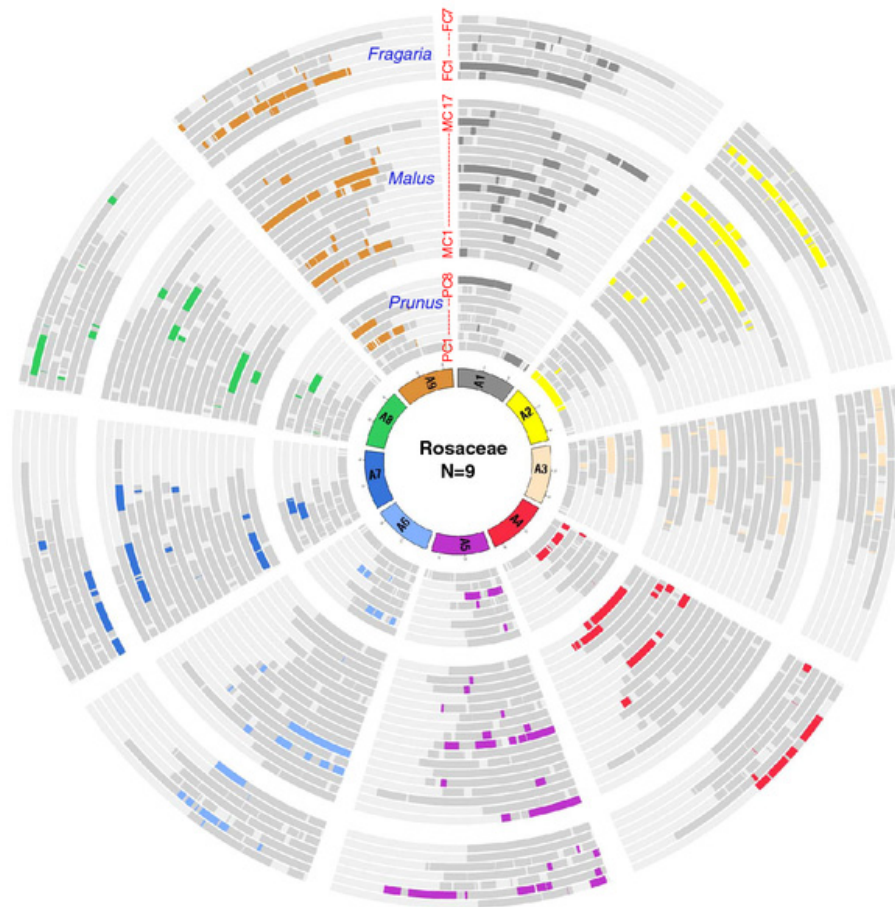 Fragaria
FC1 -- --FC7
Malus
MC1 ------------------MC17
Prunus
PC1 ------ --PC8
A1
A2
A3
A4
A5
A6
A7
A8
A9
Rosaceae
N=9